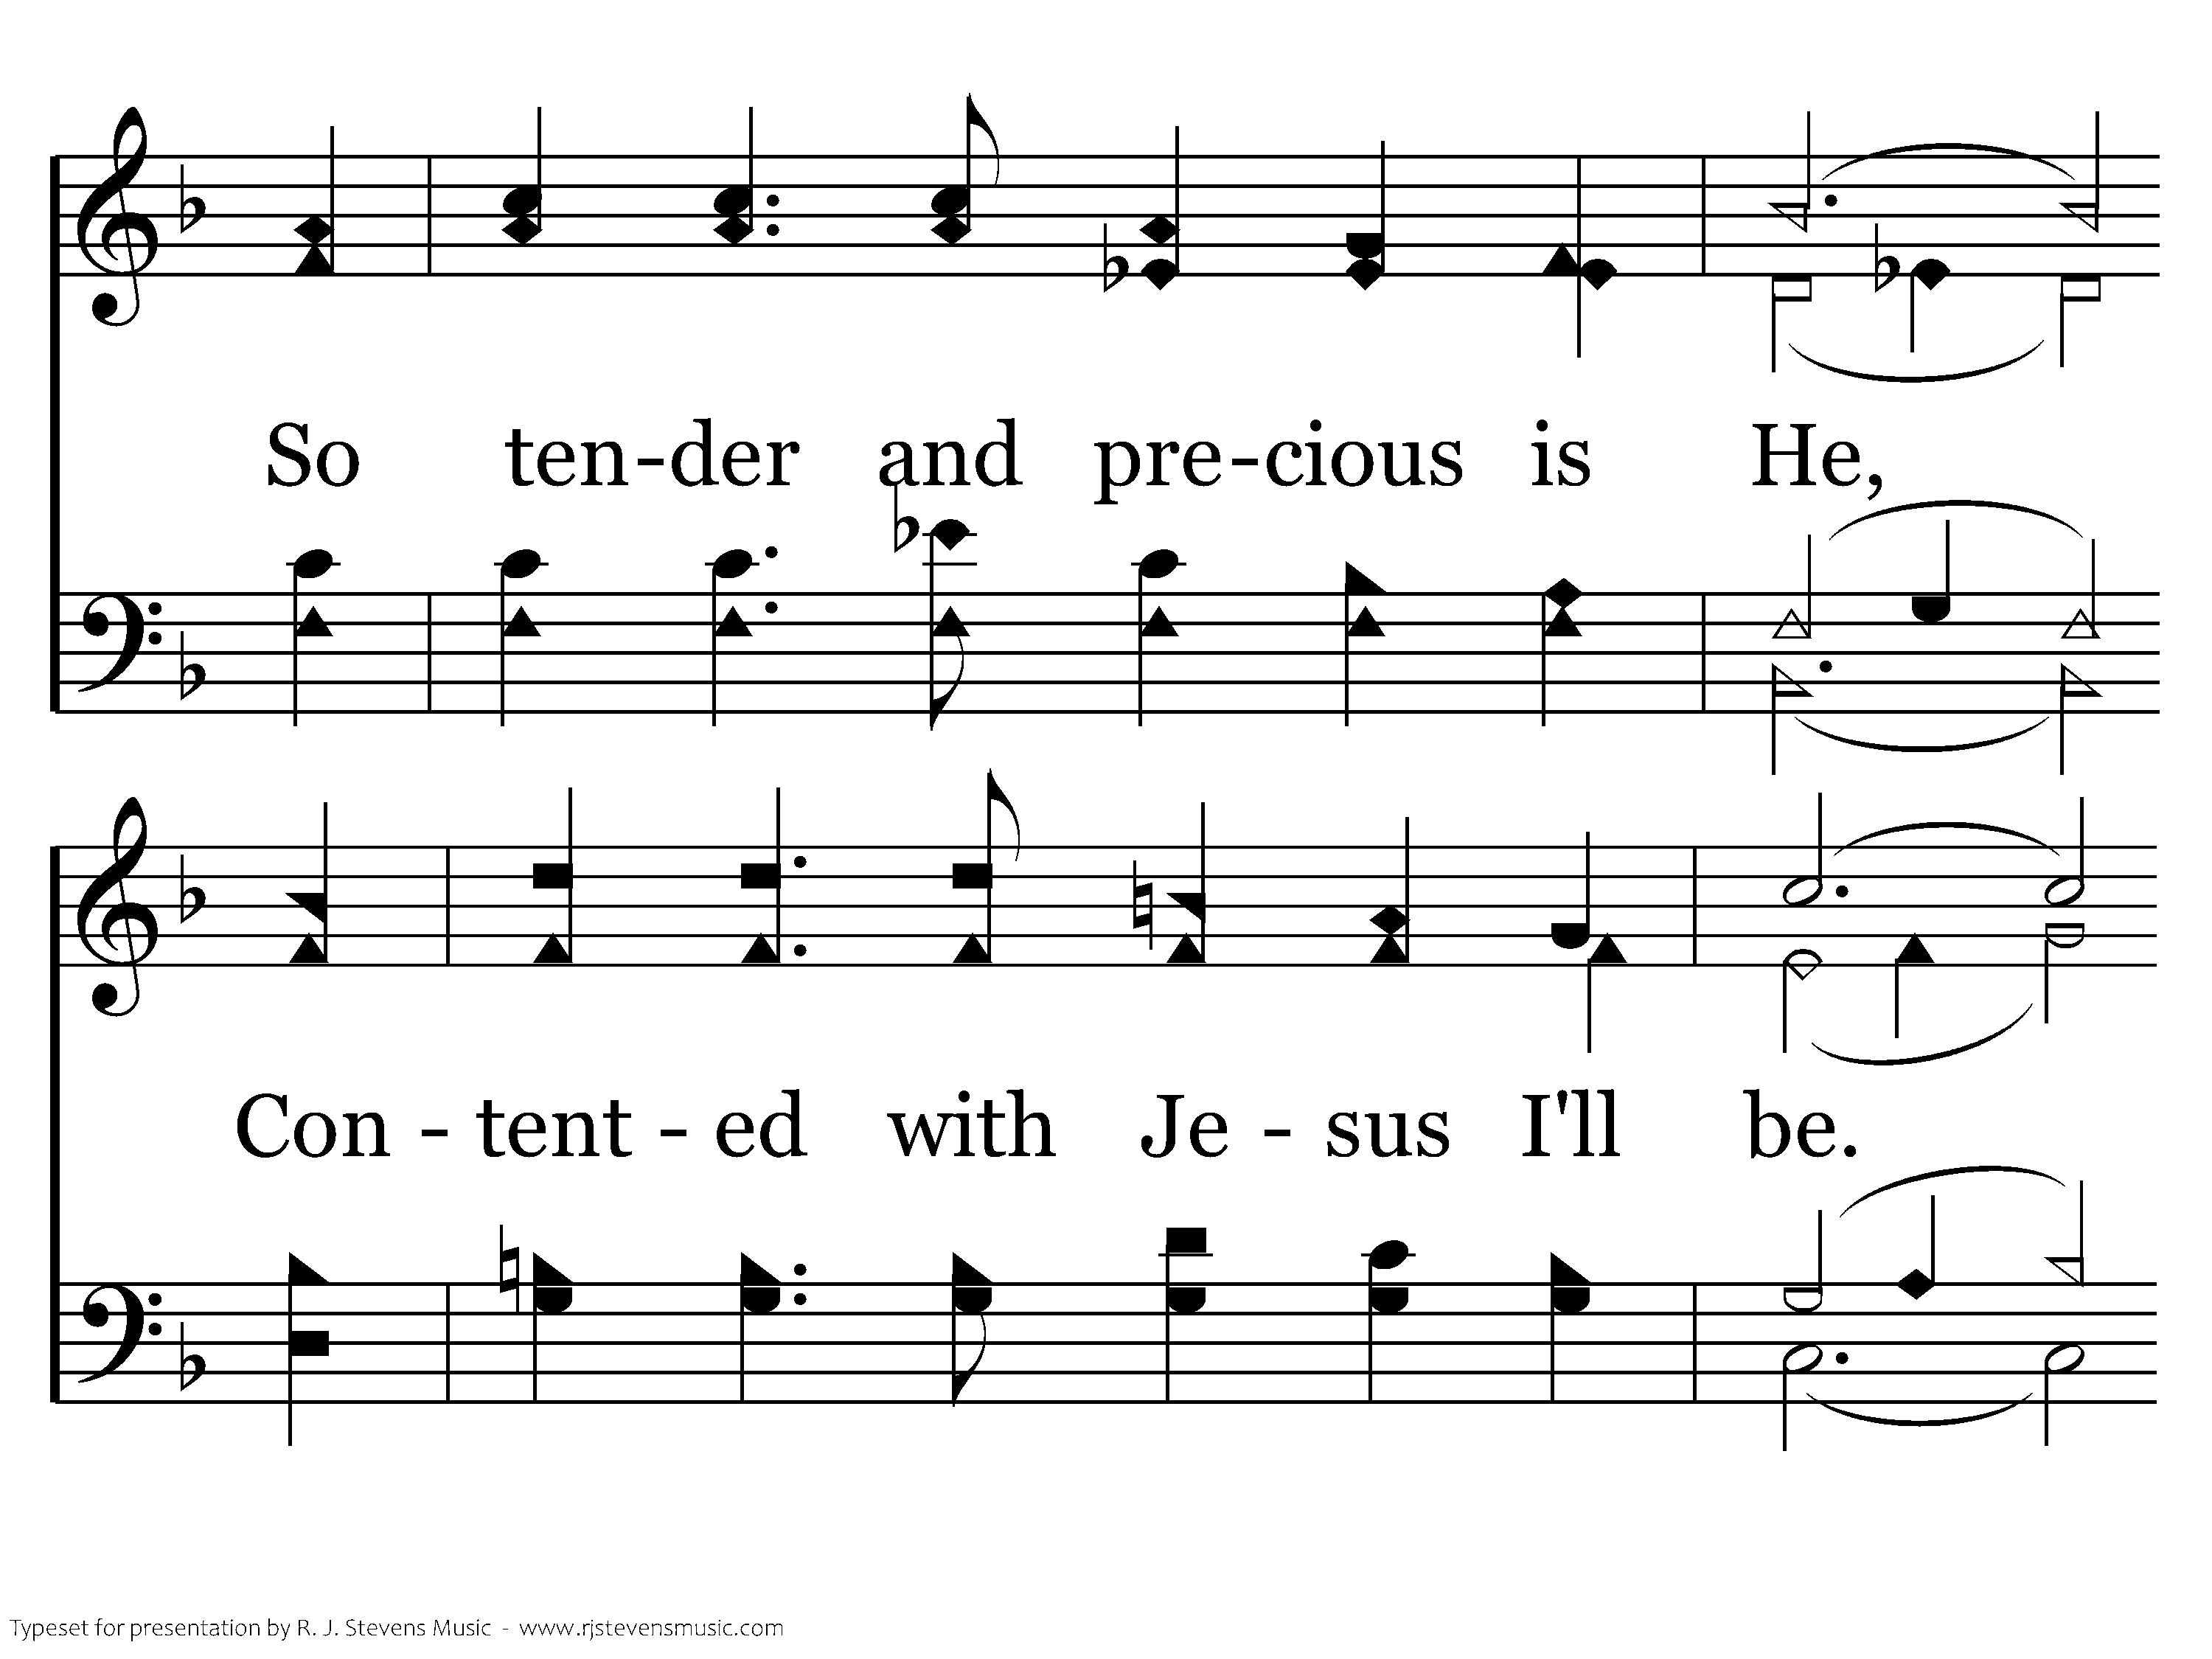 So ten-der and pre-cious is He,
Con - tent - ed with Je - sus I'll be.
Typeset for presentation by R. J. Stevens Music - www.rjstevensmusic.com